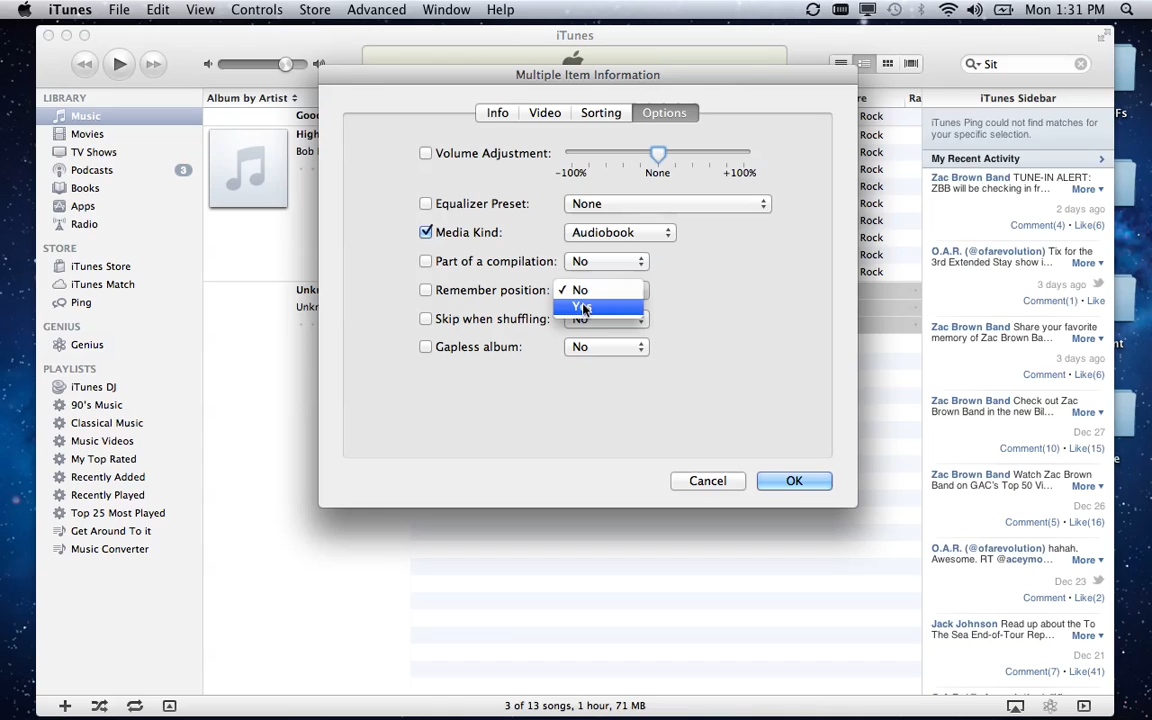 iTunes File Edit View Controls Store Advanced Window Help Mon 1:31 PM
iTunes
Sit
Multiple Item Information
LIBRARY
Music
Movies
TV Shows
Podcasts 3
Books
Apps
Radio
STORE
iTunes Store
iTunes Match
Ping
GENIUS
Genius
PLAYLISTS
iTunes DJ
90's Music
Classical Music
Music Videos
My Top Rated
Recently Added
Recently Played
Top 25 Most Played
Get Around To it
Music Converter
Album by Artist
Good
High
Bob
Unkn
Unkr
Info Video Sorting Options
Volume Adjustment:
-100% None +100%
Equalizer Preset: None
Media Kind: Audiobook
Part of a compilation: No
Remember position: No
Yes
Skip when shuffling: No
Gapless album: No
Cancel OK
re Ra
Rock
Rock
Rock
Rock
Rock
Rock
Rock
Rock
Rock
Rock
iTunes Sidebar
iTunes Ping could not find matches for
your specific selection.
My Recent Activity
Zac Brown Band TUNE-IN ALERT:
ZBB will be checking in fr... More
2 days ago
Comment(4) • Like(6)
O.A.R. (@ofarevolution) Tix for the
3rd Extended Stay show i... More
3 days ago
Comment(1) • Like
Zac Brown Band Share your favorite
memory of Zac Brown Ba... More
3 days ago
Comment • Like(6)
Zac Brown Band Check out Zac
Brown Band in the new Bil... More
Dec 27
Comment(10) • Like(15)
Zac Brown Band Watch Zac Brown
Band on GAC's Top 50 Vi... More
Dec 26
Comment(5) • Like(16)
O.A.R. (@ofarevolution) hahah.
Awesome. RT @aceymo... More
Dec 23
Comment • Like(2)
Jack Johnson Read up about the To
The Sea End-of-Tour Rep... More
Dec 21
Comment(7) • Like(41)
3 of 13 songs, 1 hour, 71 MB
Fs
nt
e